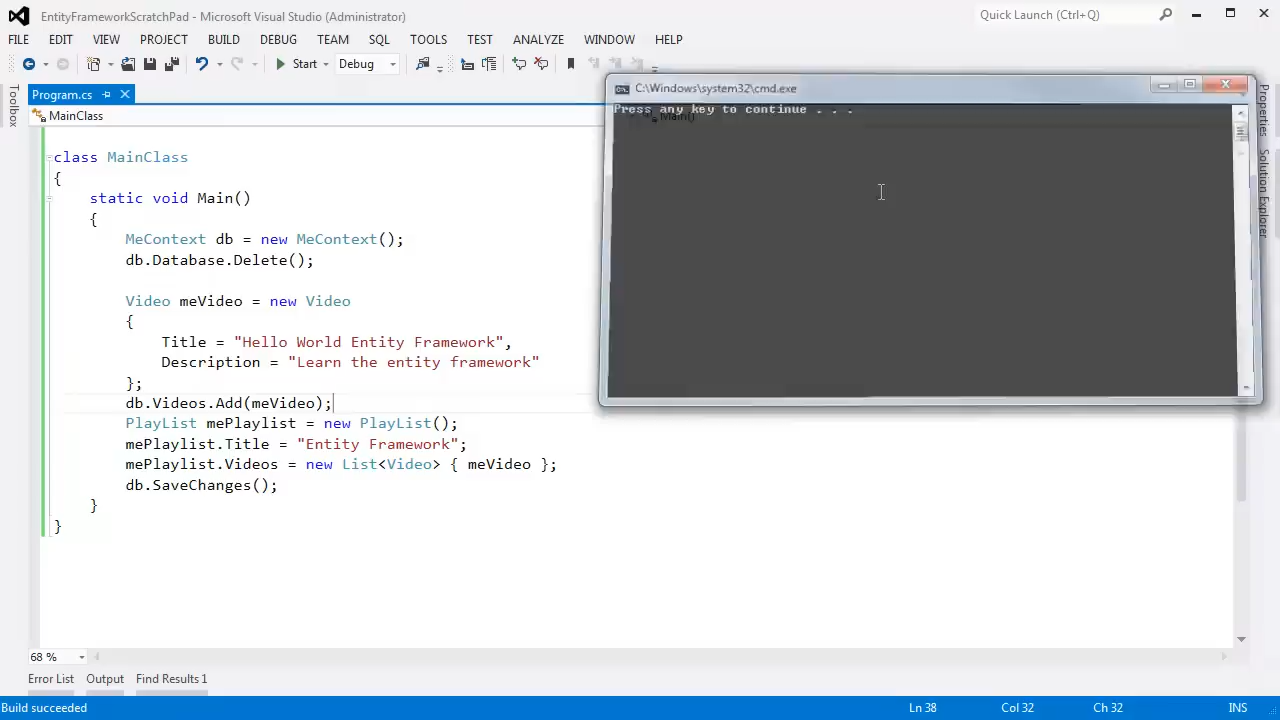 EntityFrameworkScratchPad - Microsoft Visual Studio (Administrator)
Quick Launch (Ctrl+Q)
FILE EDIT VIEW PROJECT BUILD DEBUG TEAM SQL TOOLS TEST ANALYZE WINDOW HELP
Start Debug
Toolbox
Program.cs
MainClass
Main()
class MainClass
{
static void Main()
{
MeContext db = new MeContext();
db.Database.Delete();
Video meVideo = new Video
{
Title = "Hello World Entity Framework",
Description = "Learn the entity framework"
};
db.Videos.Add(meVideo);
PlayList mePlaylist = new PlayList();
mePlaylist.Title = "Entity Framework";
mePlaylist.Videos = new List<Video> { meVideo };
db.SaveChanges();
}
}
C:\Windows\system32\cmd.exe
Press any key to continue . . .
Properties
Solution Explorer
68 %
Error List Output Find Results 1
Build succeeded
Ln 38 Col 32 Ch 32 INS